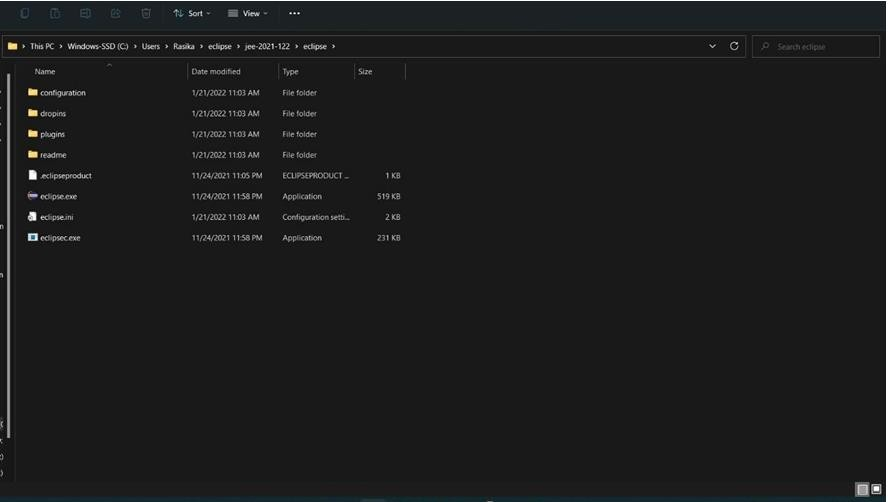 Sort View
This PC Windows-SSD (C:) Users Rasika eclipse jee-2021-122 eclipse Search eclipse
Name Date modified Type Size
configuration 1/21/2022 11:03 AM File folder
dropins 1/21/2022 11:03 AM File folder
plugins 1/21/2022 11:03 AM File folder
readme 1/21/2022 11:03 AM File folder
.eclipseproduct 11/24/2021 11:05 PM ECLIPSEPRODUCT ... 1 KB
eclipse.exe 11/24/2021 11:58 PM Application 519 KB
eclipse.ini 1/21/2022 11:03 AM Configuration setti... 2 KB
eclipsec.exe 11/24/2021 11:58 PM Application 231 KB